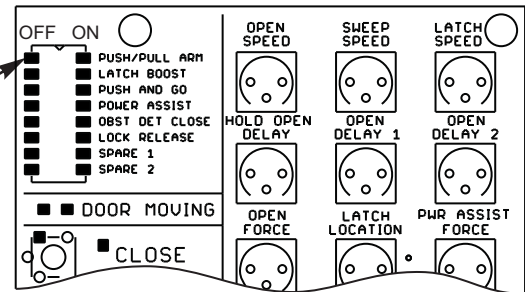 OFF ON
PUSH/PULL ARM
LATCH BOOST
PUSH AND GO
POWER ASSIST
OBST DET CLOSE
LOCK RELEASE
SPARE 1
SPARE 2
DOOR MOVING
CLOSE
OPEN SPEED
SWEEP SPEED
LATCH SPEED
HOLD OPEN DELAY
OPEN DELAY 1
OPEN DELAY 2
OPEN FORCE
LATCH LOCATION
PWR ASSIST FORCE